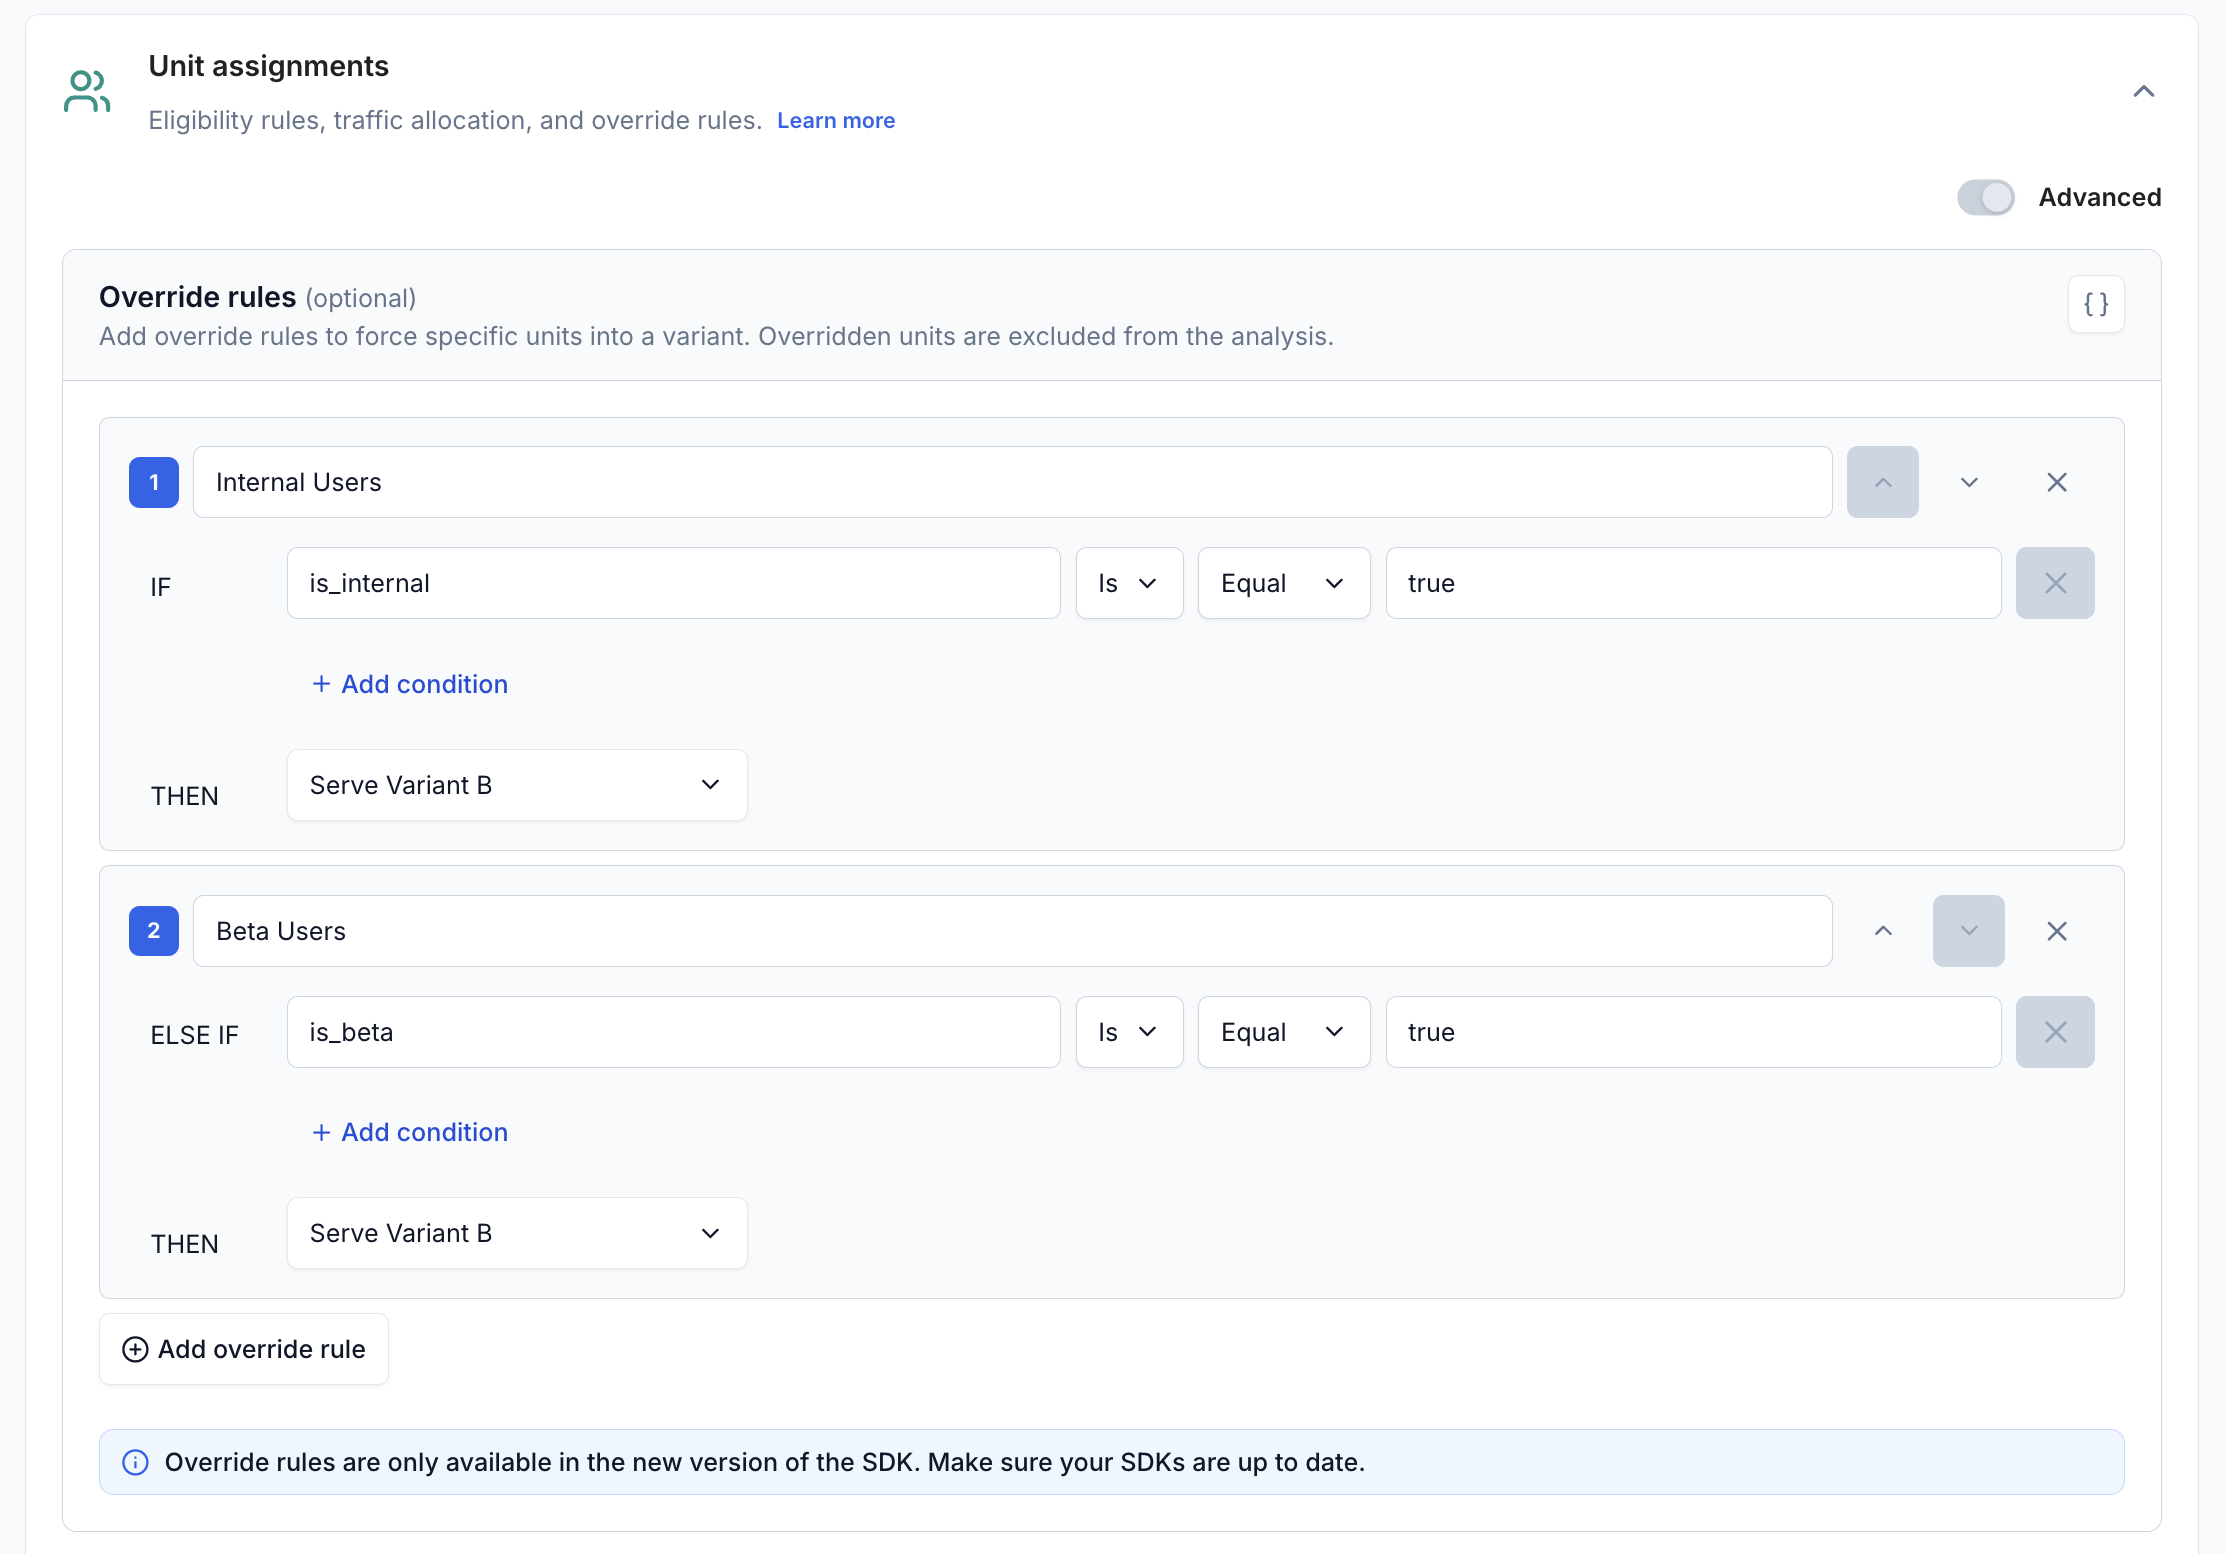 Unit assignments
Eligibility rules, traffic allocation, and override rules. Learn more
Advanced
Override rules (optional)
{ }
Add override rules to force specific units into a variant. Overridden units are excluded from the analysis.
1 Internal Users
IF is_internal Is Equal true
+ Add condition
THEN Serve Variant B
2 Beta Users
ELSE IF is_beta Is Equal true
+ Add condition
THEN Serve Variant B
Add override rule
Override rules are only available in the new version of the SDK. Make sure your SDKs are up to date.